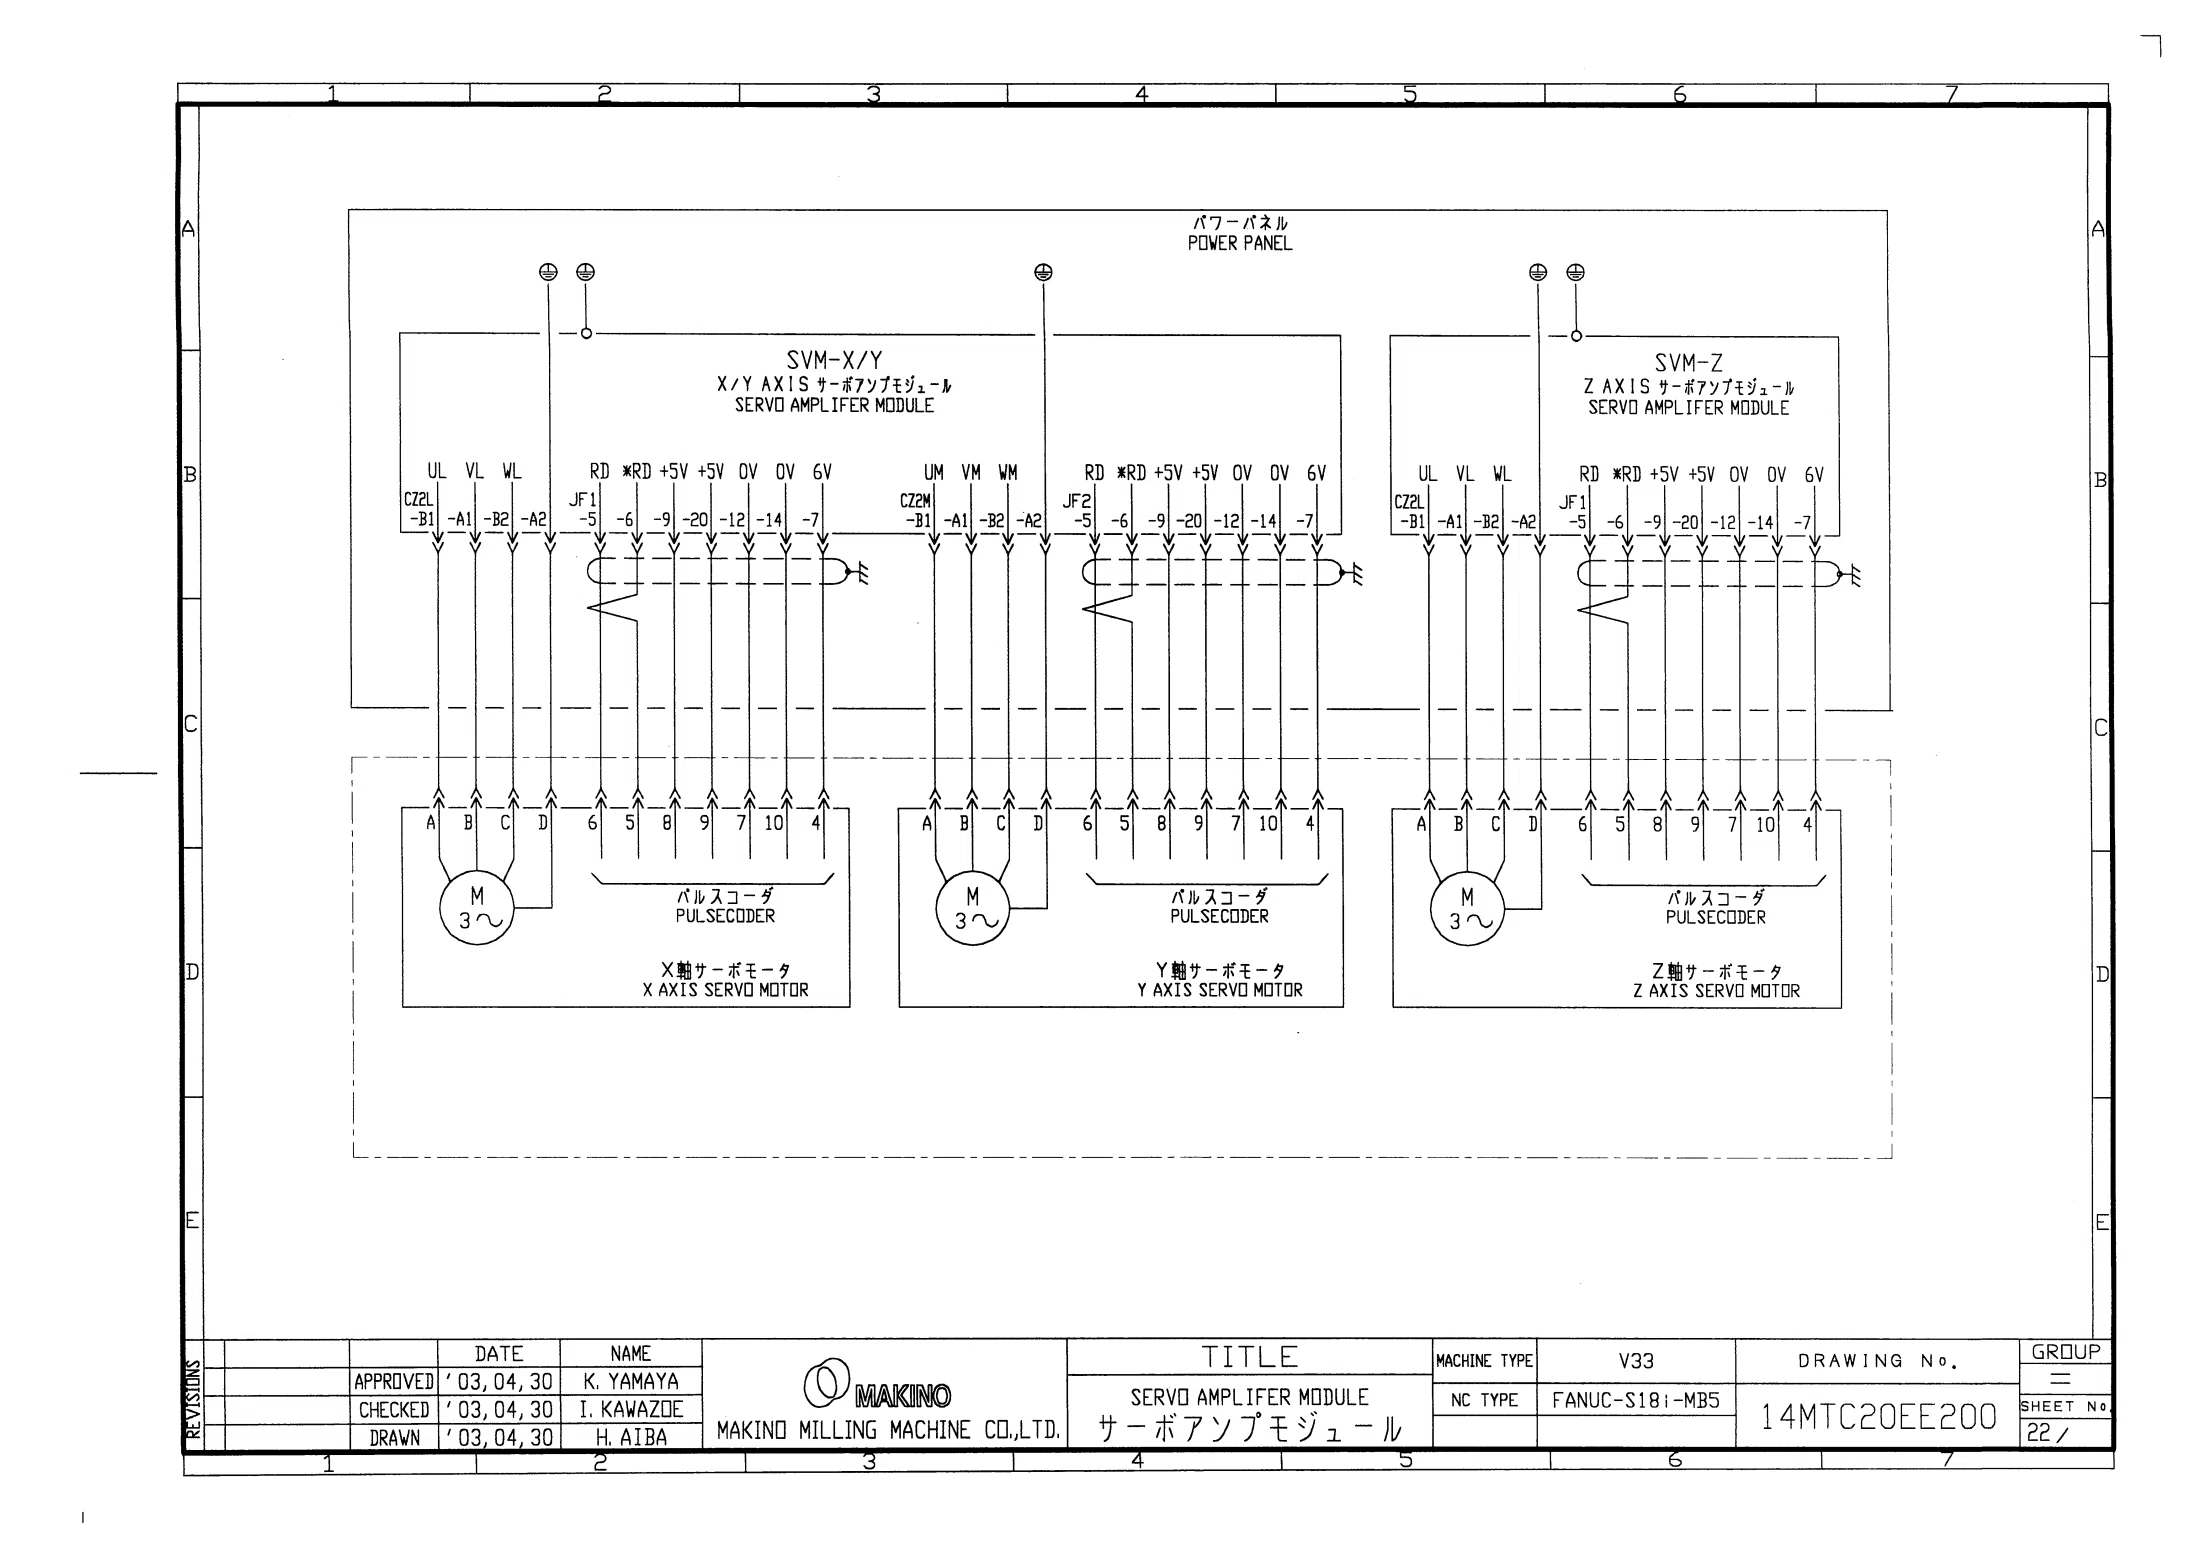 1 2 3 4 5 6 7
A A
パワーパネル
POWER PANEL
SVM-X/Y
X/Y AXIS サーボアンプモジュール
SERVO AMPLIFER MODULE
SVM-Z
Z AXIS サーボアンプモジュール
SERVO AMPLIFER MODULE
B B
UL VL WL RD *RD +5V +5V 0V 0V 6V UM VM WM RD *RD +5V +5V 0V 0V 6V UL VL WL RD *RD +5V +5V 0V 0V 6V
CZ2L JF1 CZ2M JF2 CZ2L JF1
-B1 -A1 -B2 -A2 -5 -6 -9 -20 -12 -14 -7 -B1 -A1 -B2 -A2 -5 -6 -9 -20 -12 -14 -7 -B1 -A1 -B2 -A2 -5 -6 -9 -20 -12 -14 -7
C C
A B C D 6 5 8 9 7 10 4 A B C D 6 5 8 9 7 10 4 A B C D 6 5 8 9 7 10 4
M
3~
パルスコーダ
PULSECODER
M
3~
パルスコーダ
PULSECODER
M
3~
パルスコーダ
PULSECODER
D D
X軸サーボモータ
X AXIS SERVO MOTOR
Y軸サーボモータ
Y AXIS SERVO MOTOR
Z軸サーボモータ
Z AXIS SERVO MOTOR
E E
REVISIONS
DATE NAME
APPROVED '03,04,30 K. YAMAYA
CHECKED '03,04,30 I. KAWAZOE
DRAWN '03,04,30 H. AIBA
MAKINO
MAKINO MILLING MACHINE CO.,LTD.
TITLE
SERVO AMPLIFER MODULE
サーボアンプモジュール
MACHINE TYPE V33
NC TYPE FANUC-S18i-MB5
DRAWING No.
14MTC20EE200
GROUP
=
SHEET No.
22/
1 2 3 4 5 6 7